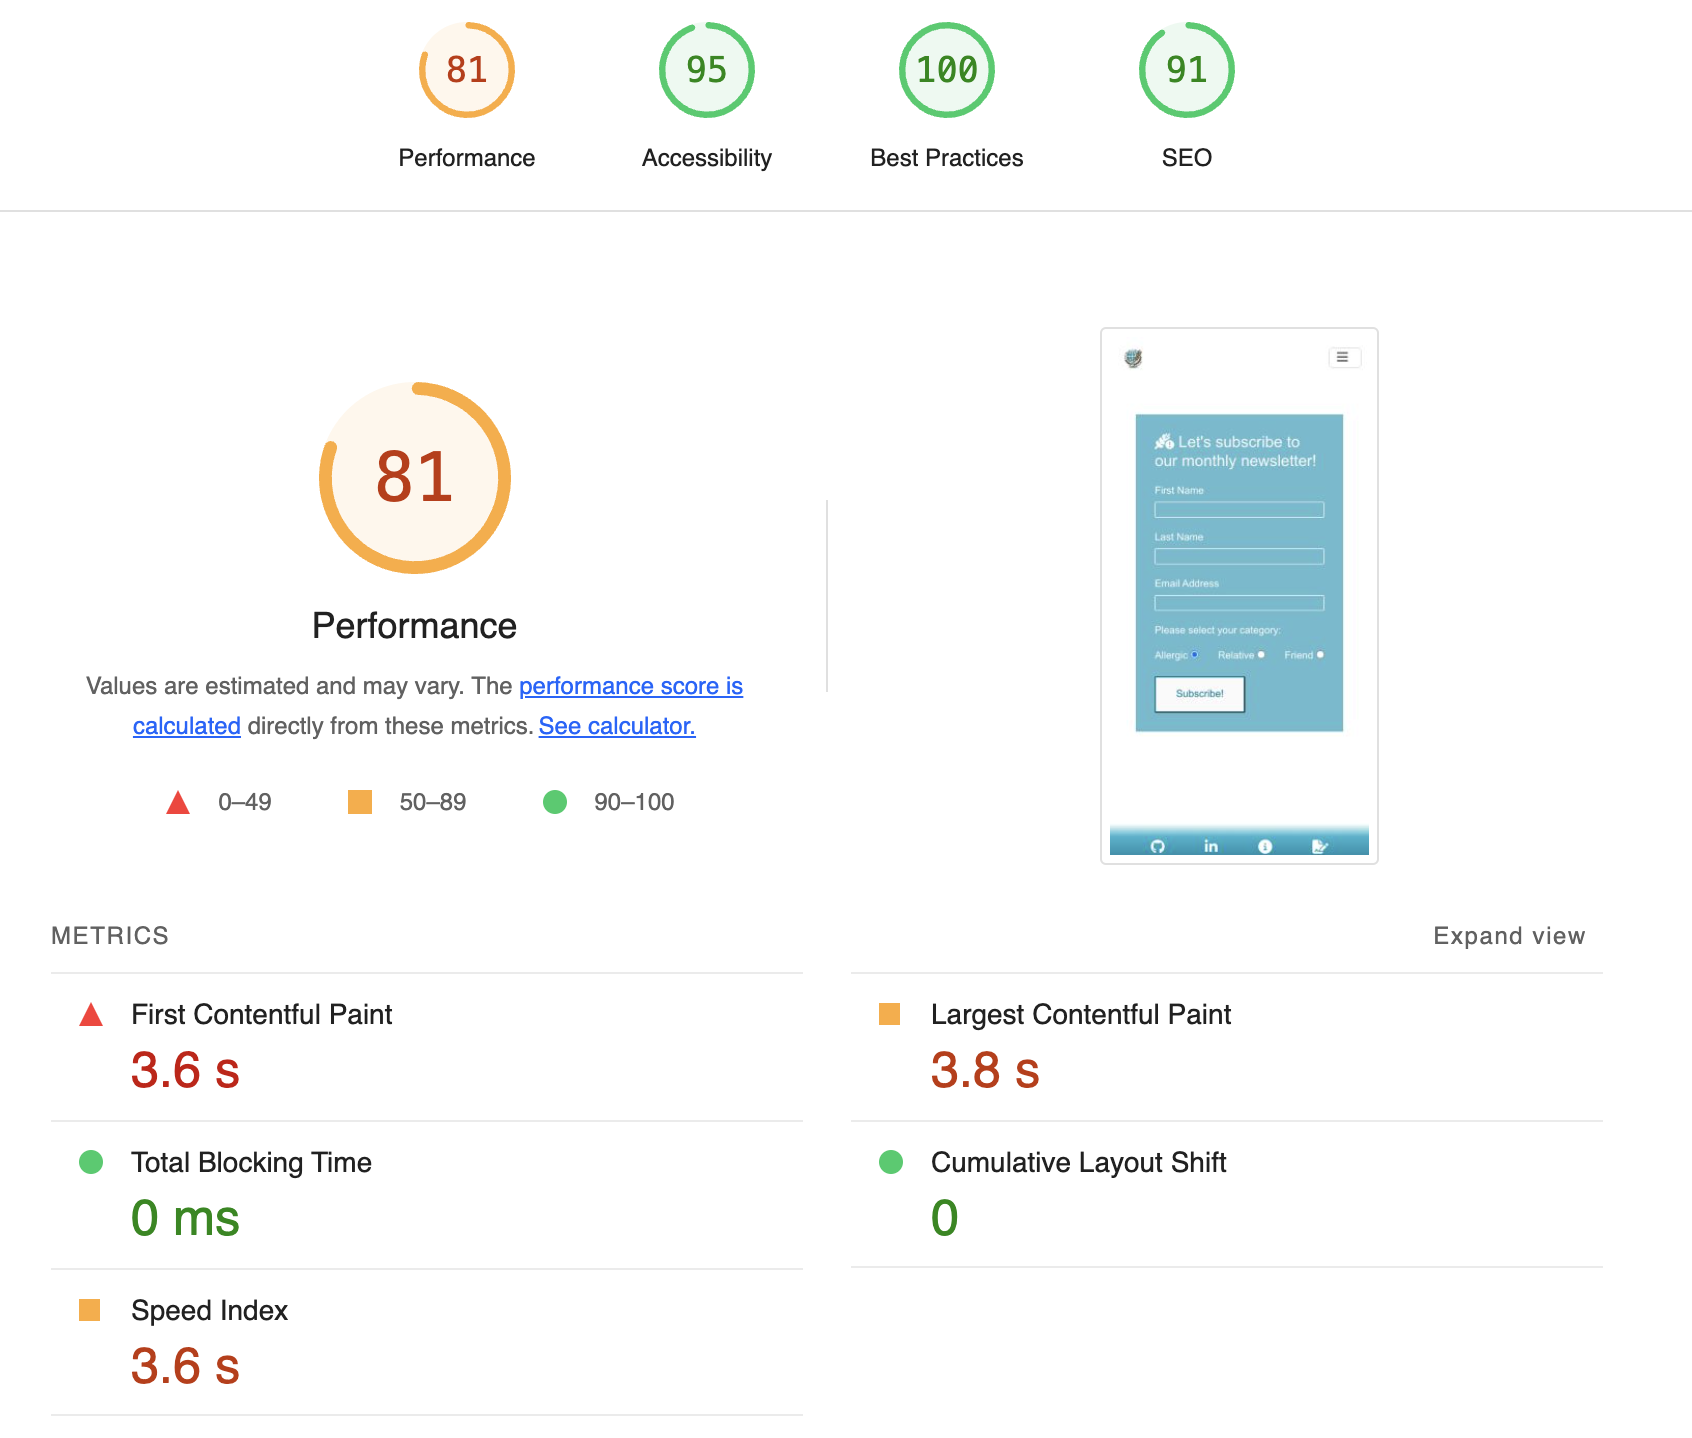 81
95
100
91
Performance
Accessibility
Best Practices
SEO
81
Performance
Values are estimated and may vary. The performance score is
calculated directly from these metrics. See calculator.
0–49
50–89
90–100
Let's subscribe to
our monthly newsletter!
First Name
Last Name
Email Address
Please select your category:
Allergic
Relative
Friend
Subscribe!
METRICS
Expand view
First Contentful Paint
3.6 s
Largest Contentful Paint
3.8 s
Total Blocking Time
0 ms
Cumulative Layout Shift
0
Speed Index
3.6 s